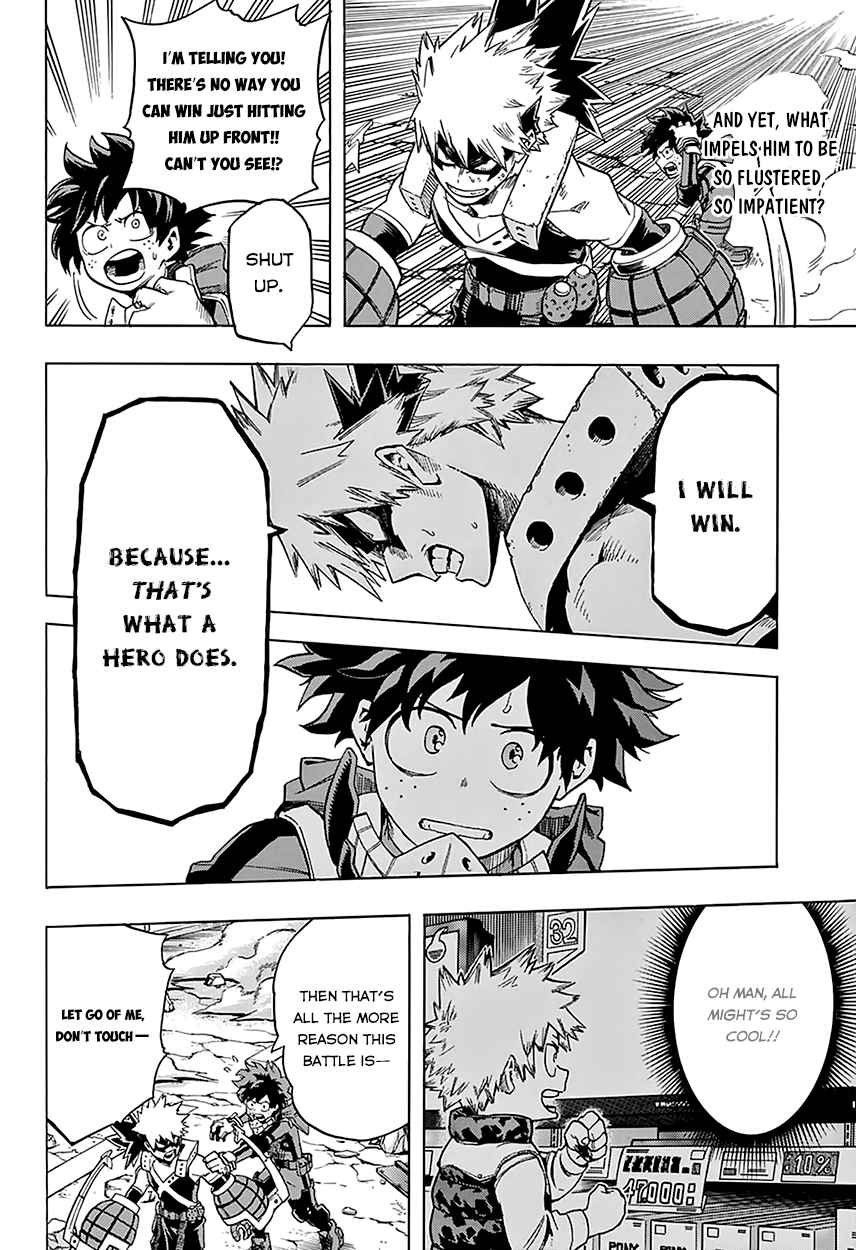 AND YET, WHAT
IMPELS HIM TO BE
SO FLUSTERED,
SO IMPATIENT?
I'M TELLING YOU!
THERE'S NO WAY YOU
CAN WIN JUST HITTING
HIM UP FRONT!!
CAN'T YOU SEE!?
SHUT
UP.
I WILL
WIN.
BECAUSE...
THAT'S
WHAT A
HERO DOES.
OH MAN, ALL
MIGHT'S SO
COOL!!
32
10%
47,000
PONY
THEN THAT'S
ALL THE MORE
REASON THIS
BATTLE IS—
LET GO OF ME,
DON'T TOUCH—